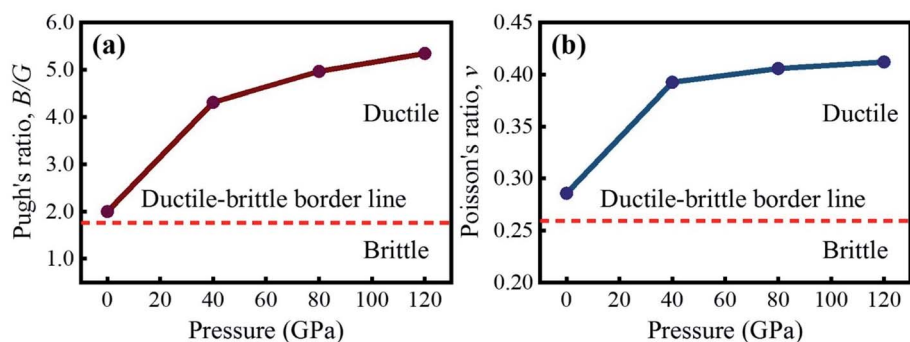 (a)
Pugh's ratio, B/G
6.0
5.0
4.0
3.0
2.0
1.0
Ductile
Ductile-brittle border line
Brittle
0 20 40 60 80 100 120
Pressure (GPa)
(b)
Poisson's ratio, ν
0.45
0.40
0.35
0.30
0.25
0.20
Ductile
Ductile-brittle border line
Brittle
0 20 40 60 80 100 120
Pressure (GPa)